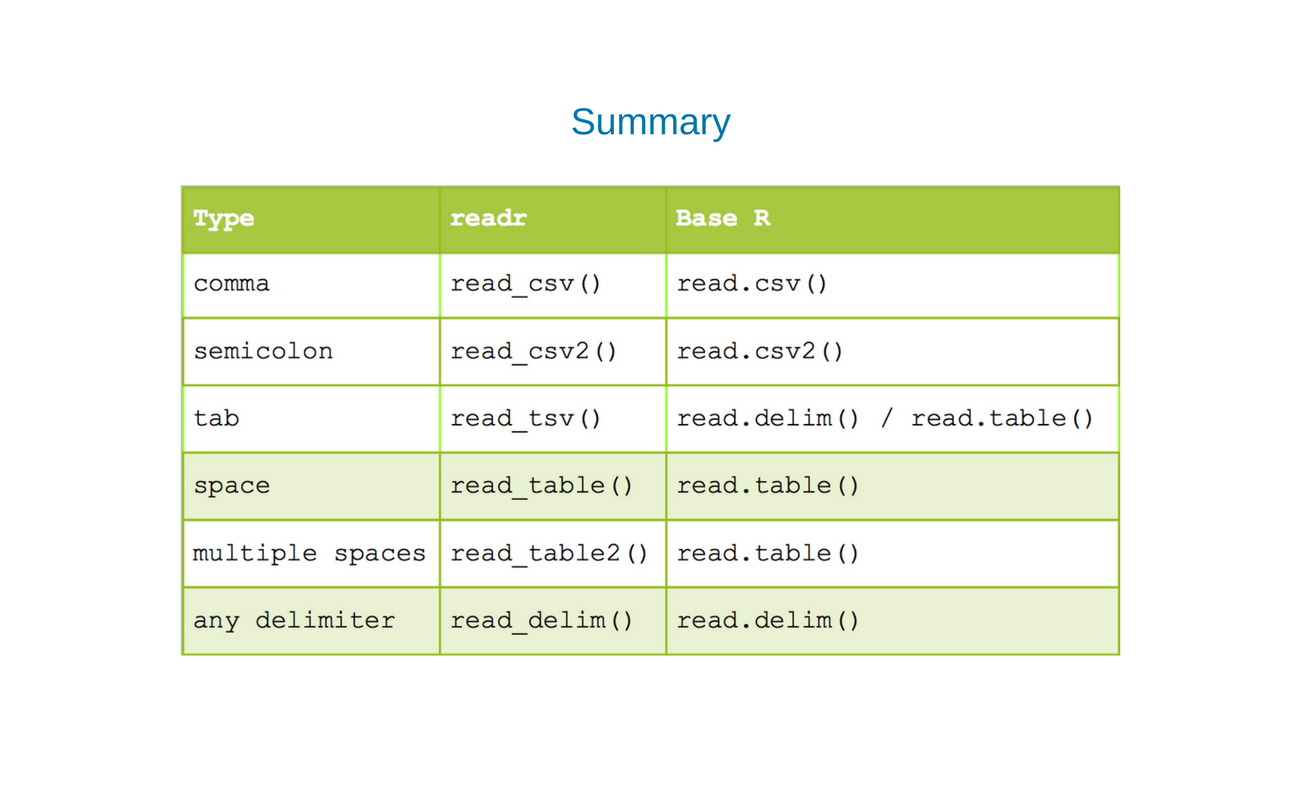 Summary
Type readr Base R
comma read_csv() read.csv()
semicolon read_csv2() read.csv2()
tab read_tsv() read.delim() / read.table()
space read_table() read.table()
multiple spaces read_table2() read.table()
any delimiter read_delim() read.delim()